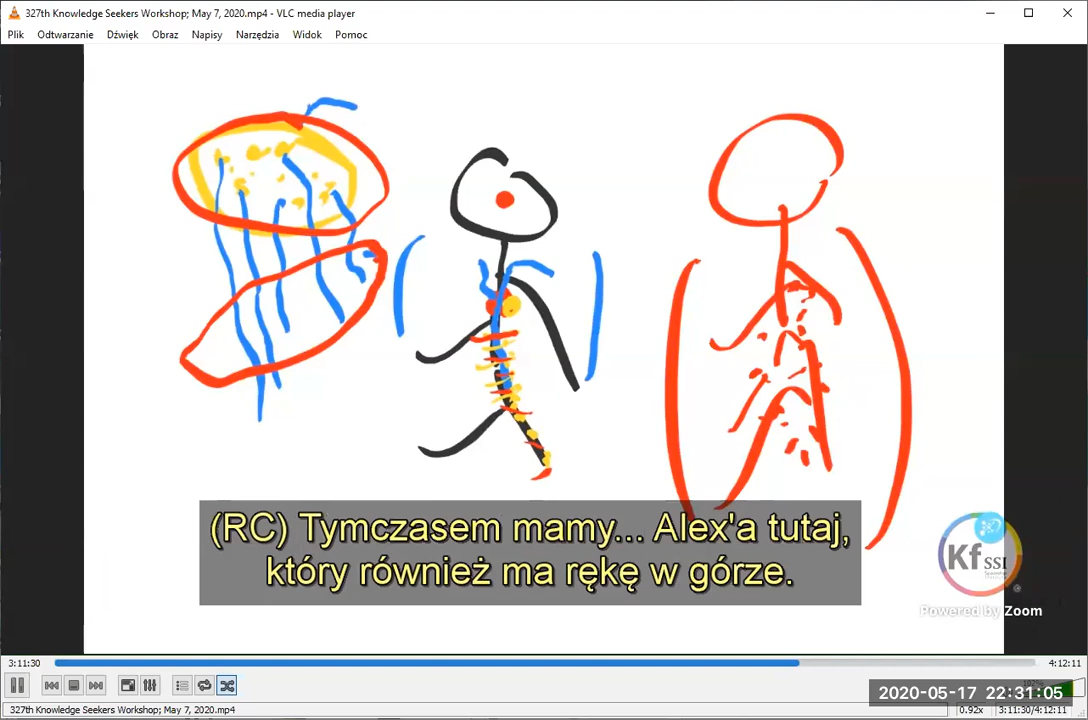 327th Knowledge Seekers Workshop; May 7, 2020.mp4 - VLC media player
Plik Odtwarzanie Dźwięk Obraz Napisy Narzędzia Widok Pomoc
(RC) Tymczasem mamy... Alex'a tutaj,
który również ma rękę w górze.
Kf SSI
Powered by Zoom
3:11:30 4:12:11
2020-05-17 22:31:05
327th Knowledge Seekers Workshop; May 7, 2020.mp4 0.92x 3:11:30/4:12:11